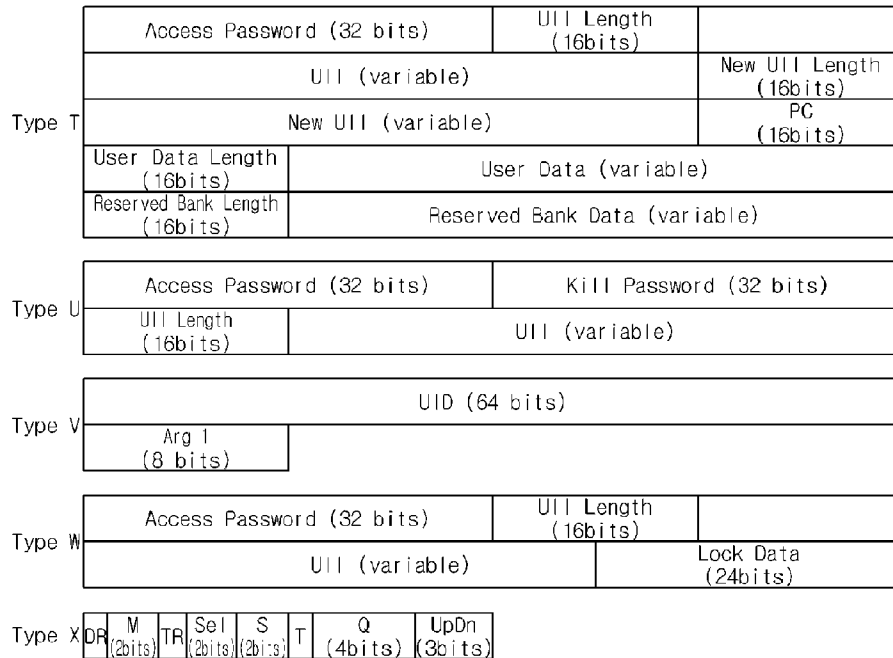 Type T
Access Password (32 bits)
UII Length
(16bits)
UII (variable)
New UII Length
(16bits)
New UII (variable)
PC
(16bits)
User Data Length
(16bits)
User Data (variable)
Reserved Bank Length
(16bits)
Reserved Bank Data (variable)
Type U
Access Password (32 bits)
Kill Password (32 bits)
UII Length
(16bits)
UII (variable)
Type V
UID (64 bits)
Arg 1
(8 bits)
Type W
Access Password (32 bits)
UII Length
(16bits)
UII (variable)
Lock Data
(24bits)
Type X
DR
M
(2bits)
TR
Sel
(2bits)
S
(2bits)
T
Q
(4bits)
UpDn
(3bits)